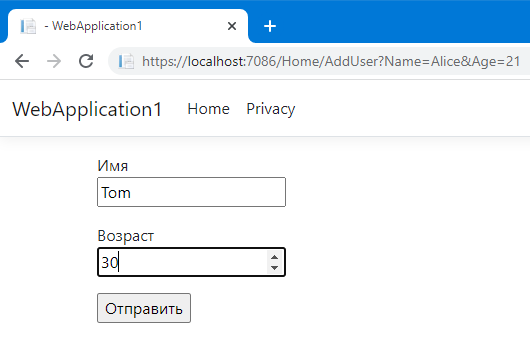 - WebApplication1
https://localhost:7086/Home/AddUser?Name=Alice&Age=21
WebApplication1 Home Privacy
Имя
Tom
Возраст
30
Отправить